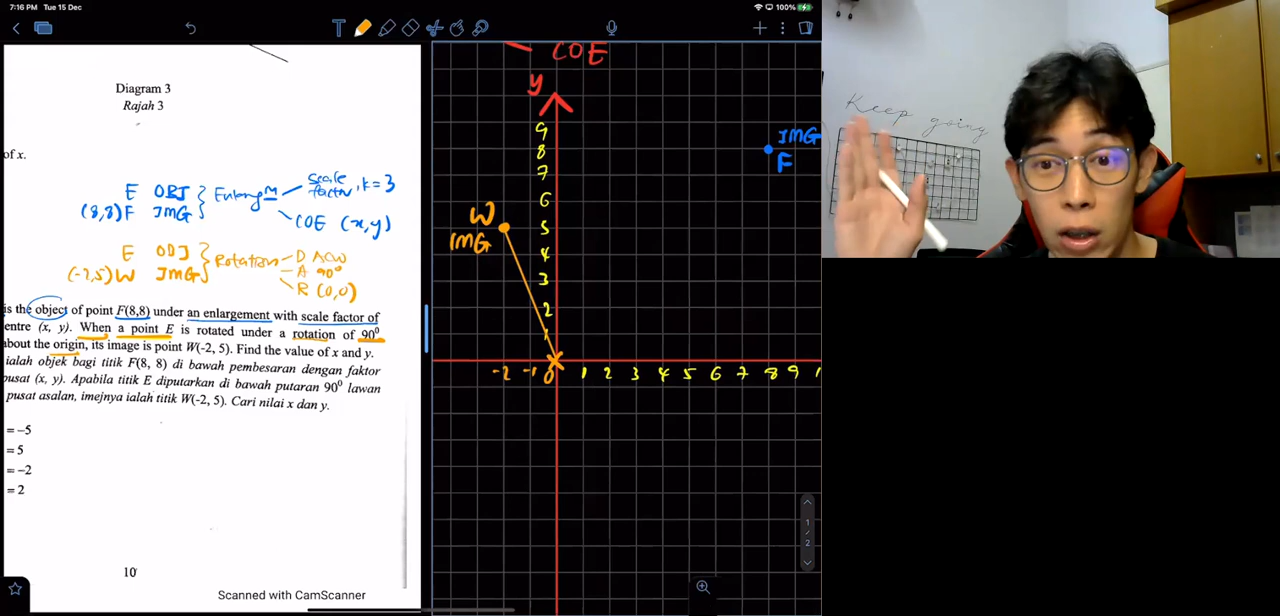 7:16 PM Tue 15 Dec
100%
Diagram 3
Rajah 3
of x.
E OBJ
(8,8) F IMG
Enlargm
scale
factor, k=3
COE (x,y)
E OBJ
(-2,5) W IMG
Rotation
D ACW
A 90°
R (0,0)
is the object of point F(8,8) under an enlargement with scale factor of
entre (x, y). When a point E is rotated under a rotation of 90°
about the origin, its image is point W(-2, 5). Find the value of x and y.
ialah objek bagi titik F(8, 8) di bawah pembesaran dengan faktor
pusat (x, y). Apabila titik E diputarkan di bawah putaran 90° lawan
pusat asalan, imejnya ialah titik W(-2, 5). Cari nilai x dan y.
= −5
= 5
= −2
= 2
10
Scanned with CamScanner
COE
y
9
8
7
6
5
4
3
2
1
W
IMG
IMG
F
-2 -1 0 1 2 3 4 5 6 7 8 9 1
1
2
Keep going